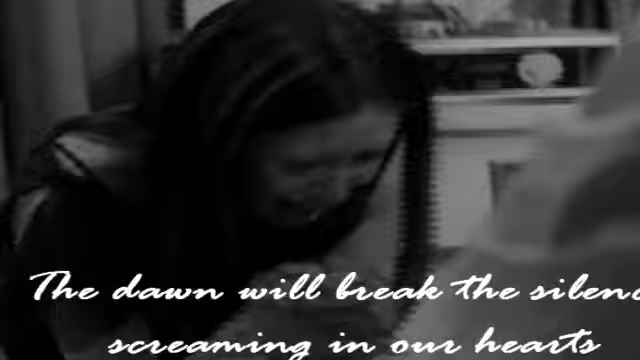 The dawn will break the silenc
screaming in our hearts